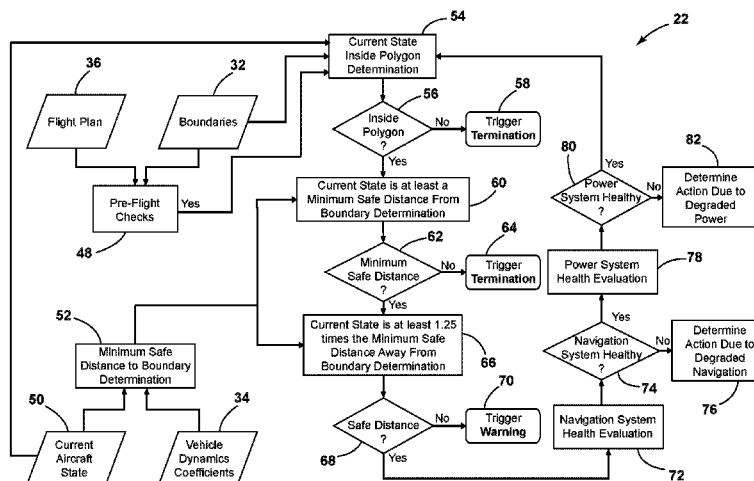 54
22
Current State
Inside Polygon
Determination
36
32
Flight Plan
Boundaries
56
Inside
Polygon
?
No
58
Trigger
Termination
Yes
Pre-Flight
Checks
Yes
48
Current State is at least a
Minimum Safe Distance From
Boundary Determination
60
62
Minimum
Safe Distance
?
No
64
Trigger
Termination
Yes
52
Minimum Safe
Distance to Boundary
Determination
Current State is at least 1.25
times the Minimum Safe
Distance Away From
Boundary Determination
66
50
Current
Aircraft
State
34
Vehicle
Dynamics
Coefficients
Safe Distance
?
68
No
70
Trigger
Warning
Yes
Navigation System
Health Evaluation
72
Navigation
System Healthy
?
74
No
Determine
Action Due to
Degraded
Navigation
76
Yes
Power System
Health Evaluation
78
80
Power
System Healthy
?
No
82
Determine
Action Due to
Degraded
Power
Yes